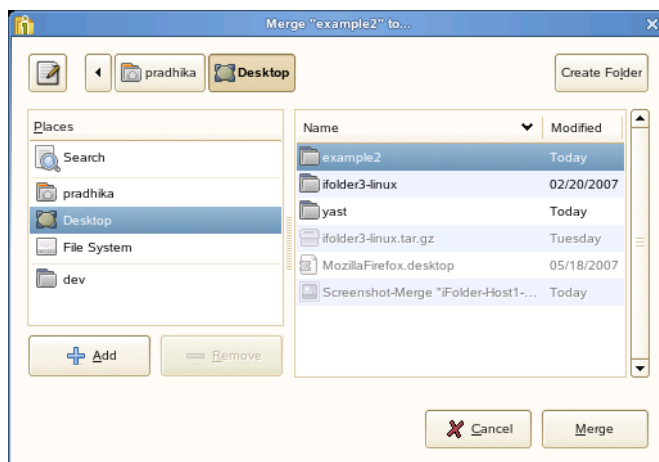 Merge "example2" to...
pradhika Desktop Create Folder
Places
Search
pradhika
Desktop
File System
dev
Name Modified
example2 Today
ifolder3-linux 02/20/2007
yast Today
ifolder3-linux.tar.gz Tuesday
MozillaFirefox.desktop 05/18/2007
Screenshot-Merge "iFolder-Host1-... Today
Add Remove
Cancel Merge